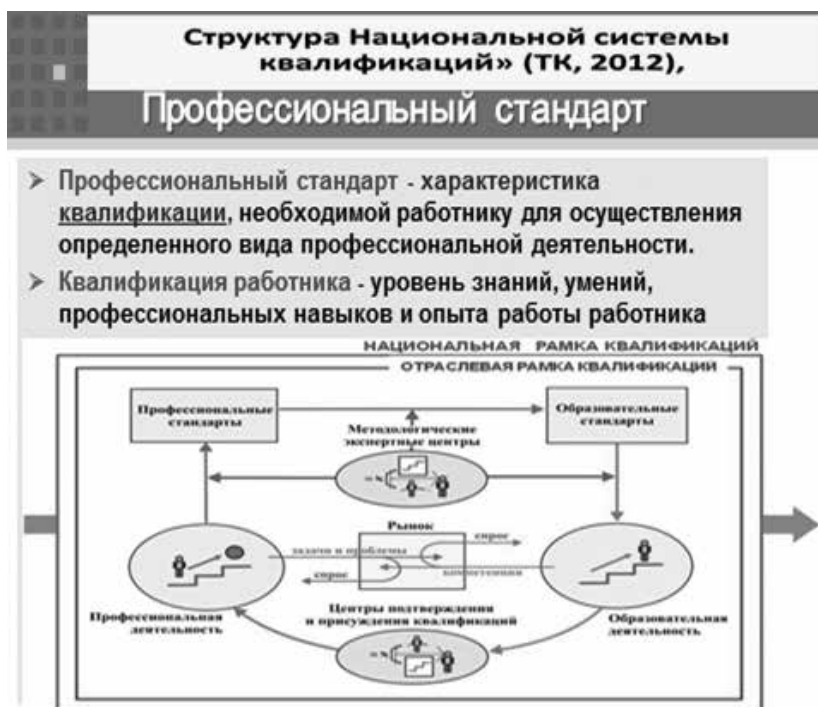 Структура Национальной системы
квалификаций» (ТК, 2012),
Профессиональный стандарт
Профессиональный стандарт - характеристика
квалификации, необходимой работнику для осуществления
определенного вида профессиональной деятельности.
Квалификация работника - уровень знаний, умений,
профессиональных навыков и опыта работы работника
НАЦИОНАЛЬНАЯ РАМКА КВАЛИФИКАЦИЙ
ОТРАСЛЕВАЯ РАМКА КВАЛИФИКАЦИЙ
Профессиональные
стандарты
Образовательные
стандарты
Методологические
экспертные центры
Рынок
спрос
задачи и проблемы
компетенция
спрос
Профессиональная
деятельность
Центры подтверждения
и присуждения квалификаций
Образовательная
деятельность